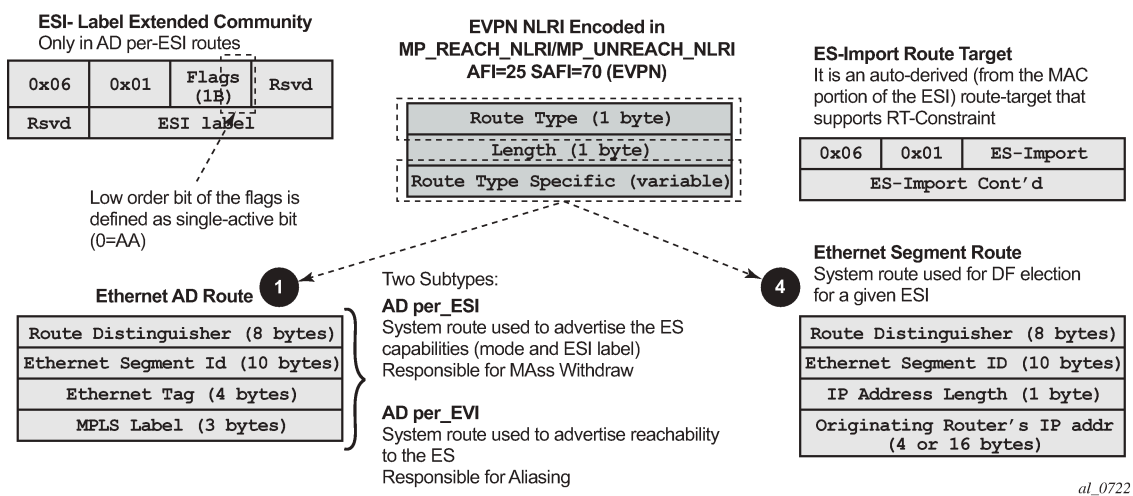 ESI- Label Extended Community
Only in AD per-ESI routes
0x06 0x01 Flags (1B) Rsvd
Rsvd ESI label
Low order bit of the flags is
defined as single-active bit
(0=AA)
EVPN NLRI Encoded in
MP_REACH_NLRI/MP_UNREACH_NLRI
AFI=25 SAFI=70 (EVPN)
Route Type (1 byte)
Length (1 byte)
Route Type Specific (variable)
ES-Import Route Target
It is an auto-derived (from the MAC
portion of the ESI) route-target that
supports RT-Constraint
0x06 0x01 ES-Import
ES-Import Cont'd
1
Ethernet AD Route
Route Distinguisher (8 bytes)
Ethernet Segment Id (10 bytes)
Ethernet Tag (4 bytes)
MPLS Label (3 bytes)
Two Subtypes:
AD per_ESI
System route used to advertise the ES
capabilities (mode and ESI label)
Responsible for MAss Withdraw
AD per_EVI
System route used to advertise reachability
to the ES
Responsible for Aliasing
4
Ethernet Segment Route
System route used for DF election
for a given ESI
Route Distinguisher (8 bytes)
Ethernet Segment ID (10 bytes)
IP Address Length (1 byte)
Originating Router's IP addr
(4 or 16 bytes)
al_0722